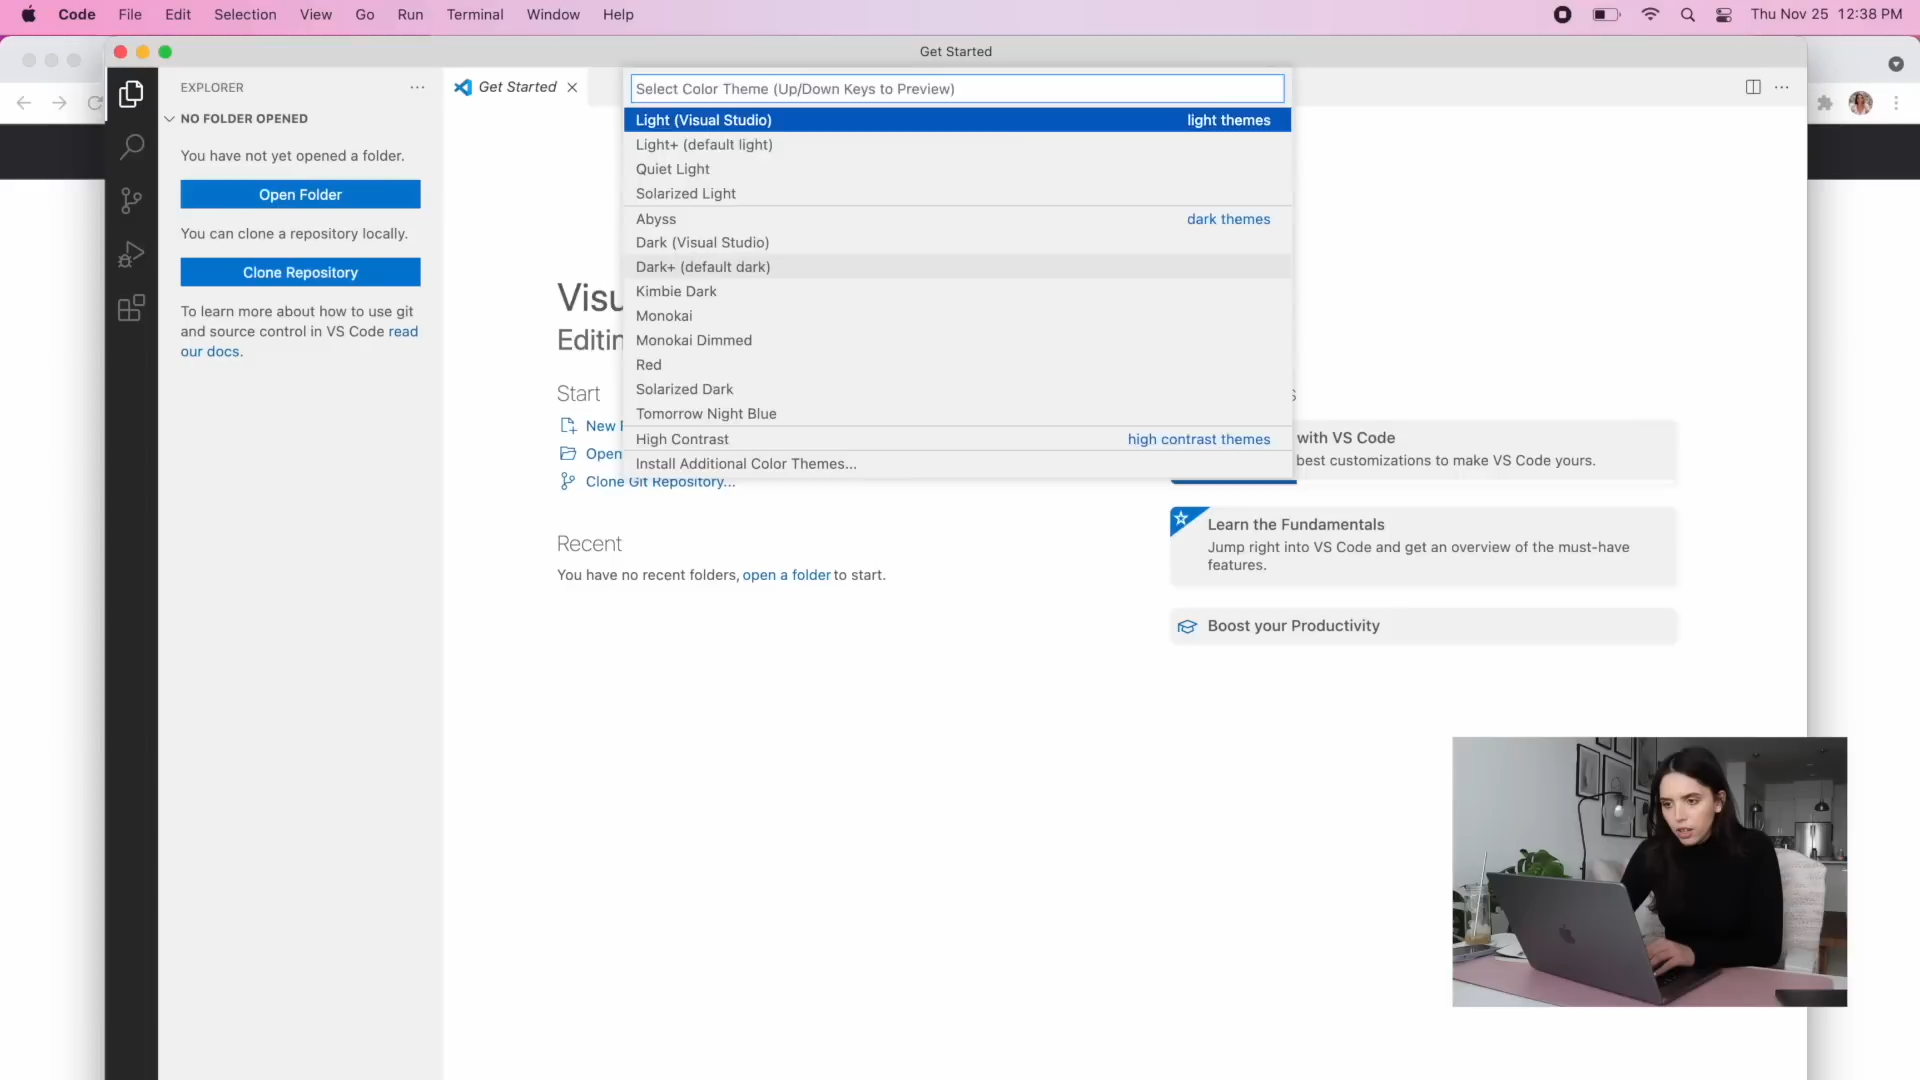 Code File Edit Selection View Go Run Terminal Window Help Thu Nov 25 12:38 PM
Get Started
EXPLORER
Get Started
Select Color Theme (Up/Down Keys to Preview)
NO FOLDER OPENED
You have not yet opened a folder.
Open Folder
You can clone a repository locally.
Clone Repository
To learn more about how to use git
and source control in VS Code read
our docs.
Light (Visual Studio) light themes
Light+ (default light)
Quiet Light
Solarized Light
Abyss dark themes
Dark (Visual Studio)
Dark+ (default dark)
Kimbie Dark
Monokai
Monokai Dimmed
Red
Solarized Dark
Tomorrow Night Blue
High Contrast high contrast themes
Install Additional Color Themes...
Visu
Editin
Start
New
Open
Clone Git Repository...
Recent
You have no recent folders, open a folder to start.
with VS Code
best customizations to make VS Code yours.
Learn the Fundamentals
Jump right into VS Code and get an overview of the must-have
features.
Boost your Productivity